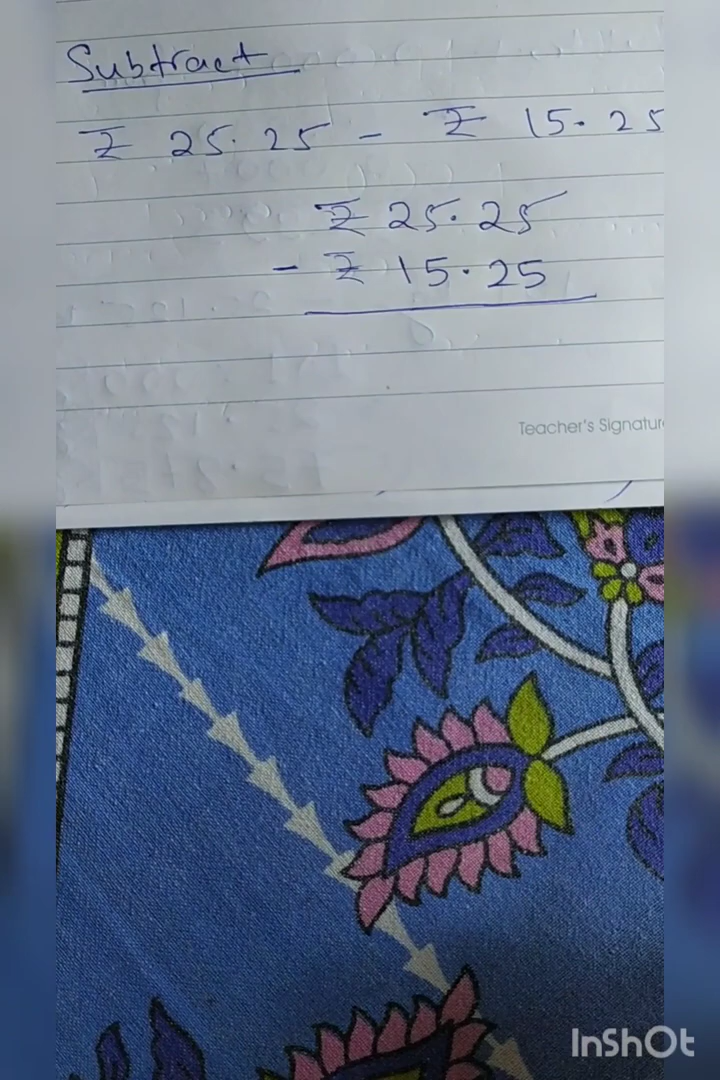 Subtract
₹ 25.25 - ₹ 15.25
₹ 25.25
- ₹ 15.25
Teacher's Signatur
InShOt